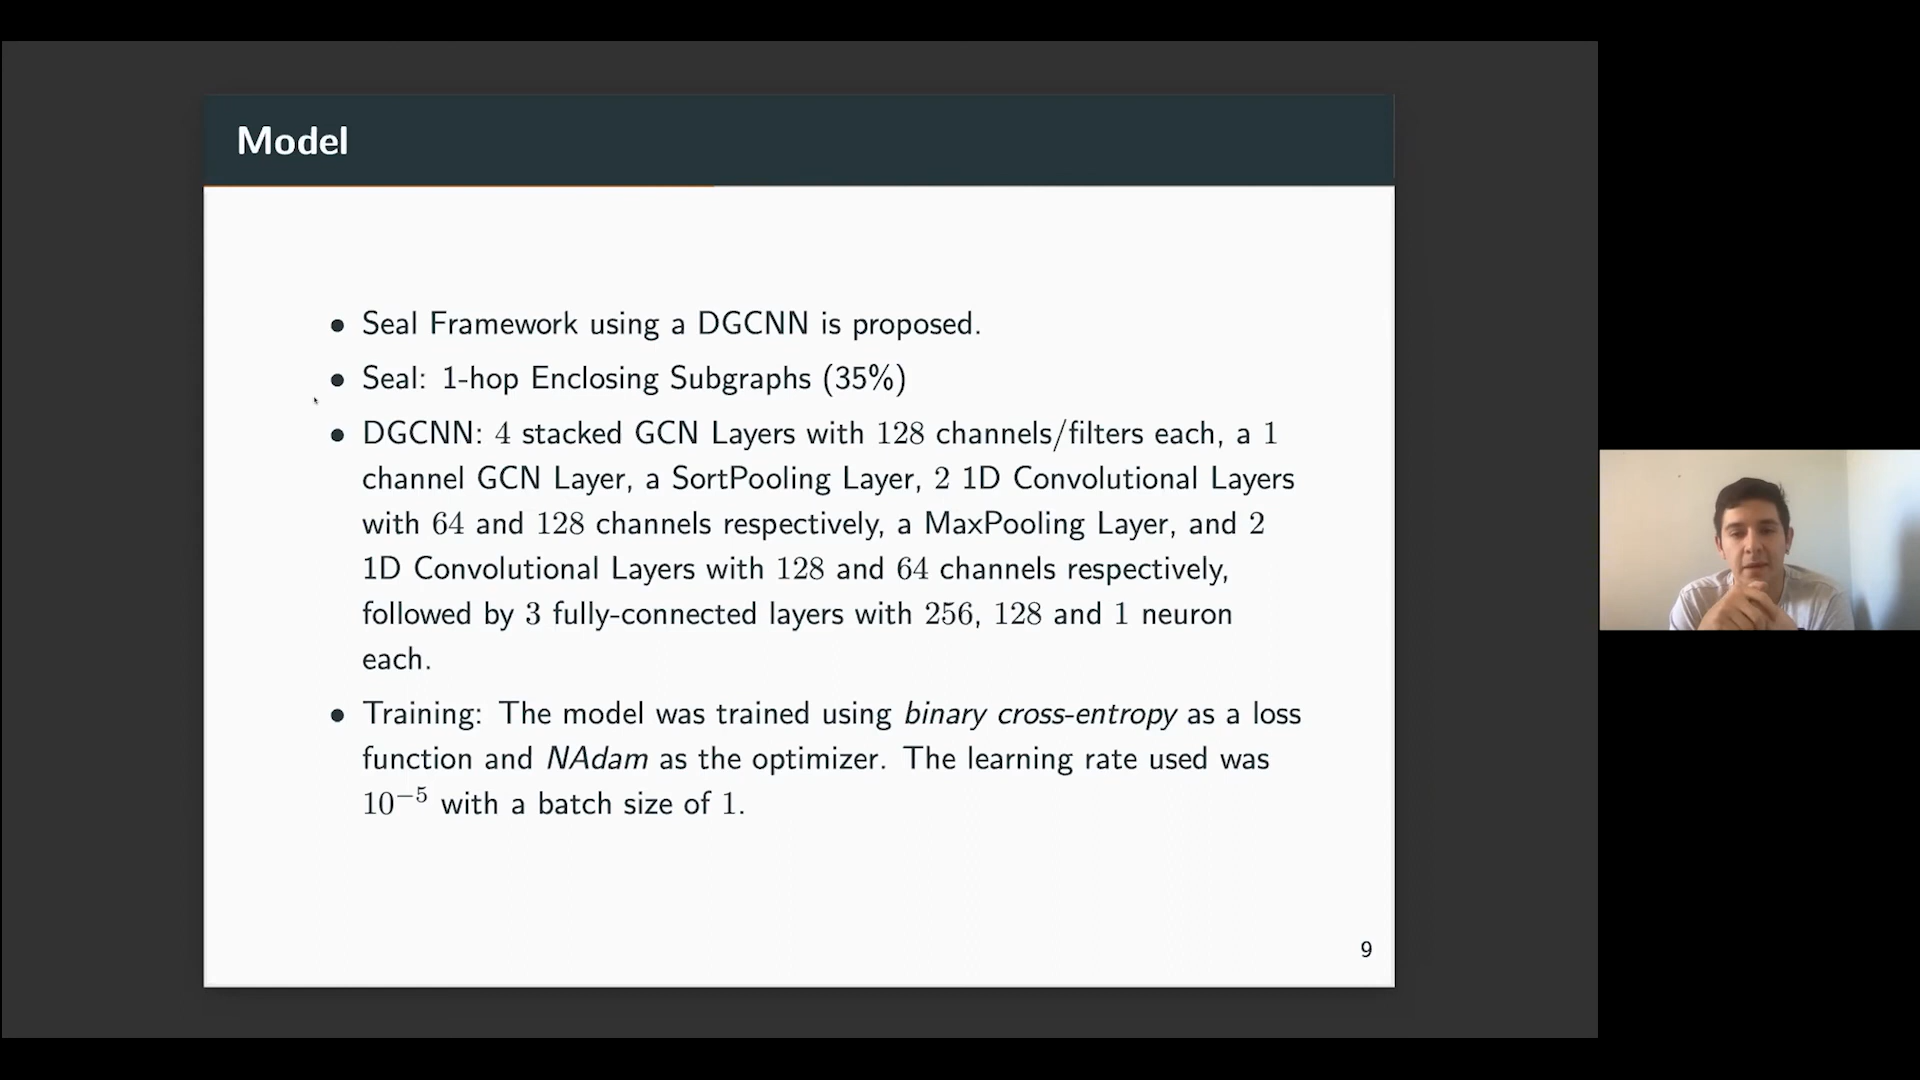 Model
• Seal Framework using a DGCNN is proposed.
• Seal: 1-hop Enclosing Subgraphs (35%)
• DGCNN: 4 stacked GCN Layers with 128 channels/filters each, a 1
channel GCN Layer, a SortPooling Layer, 2 1D Convolutional Layers
with 64 and 128 channels respectively, a MaxPooling Layer, and 2
1D Convolutional Layers with 128 and 64 channels respectively,
followed by 3 fully-connected layers with 256, 128 and 1 neuron
each.
• Training: The model was trained using binary cross-entropy as a loss
function and NAdam as the optimizer. The learning rate used was
10⁻⁵ with a batch size of 1.
9